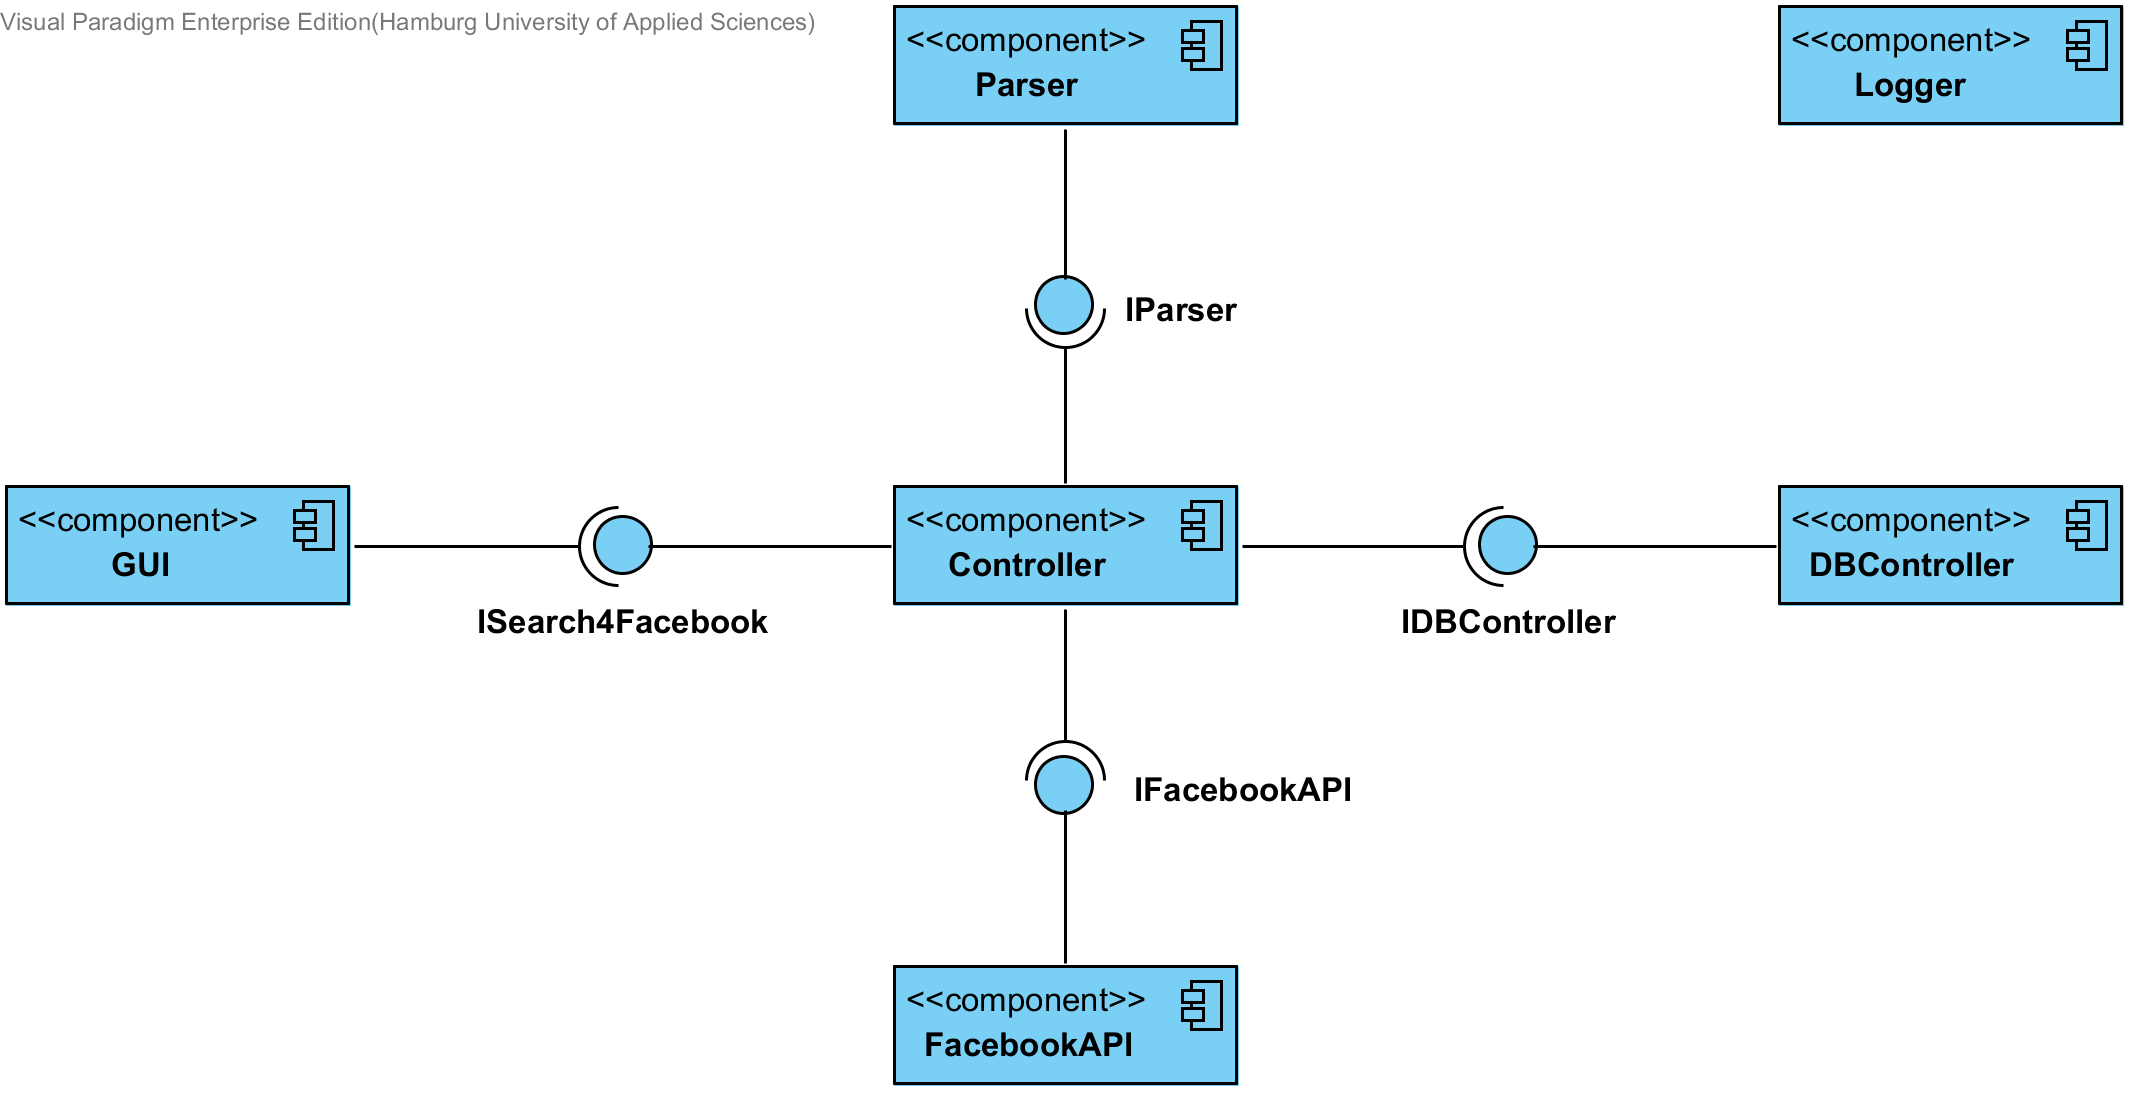 Visual Paradigm Enterprise Edition(Hamburg University of Applied Sciences)
<<component>>
Parser
<<component>>
Logger
IParser
<<component>>
GUI
ISearch4Facebook
<<component>>
Controller
IDBController
<<component>>
DBController
IFacebookAPI
<<component>>
FacebookAPI